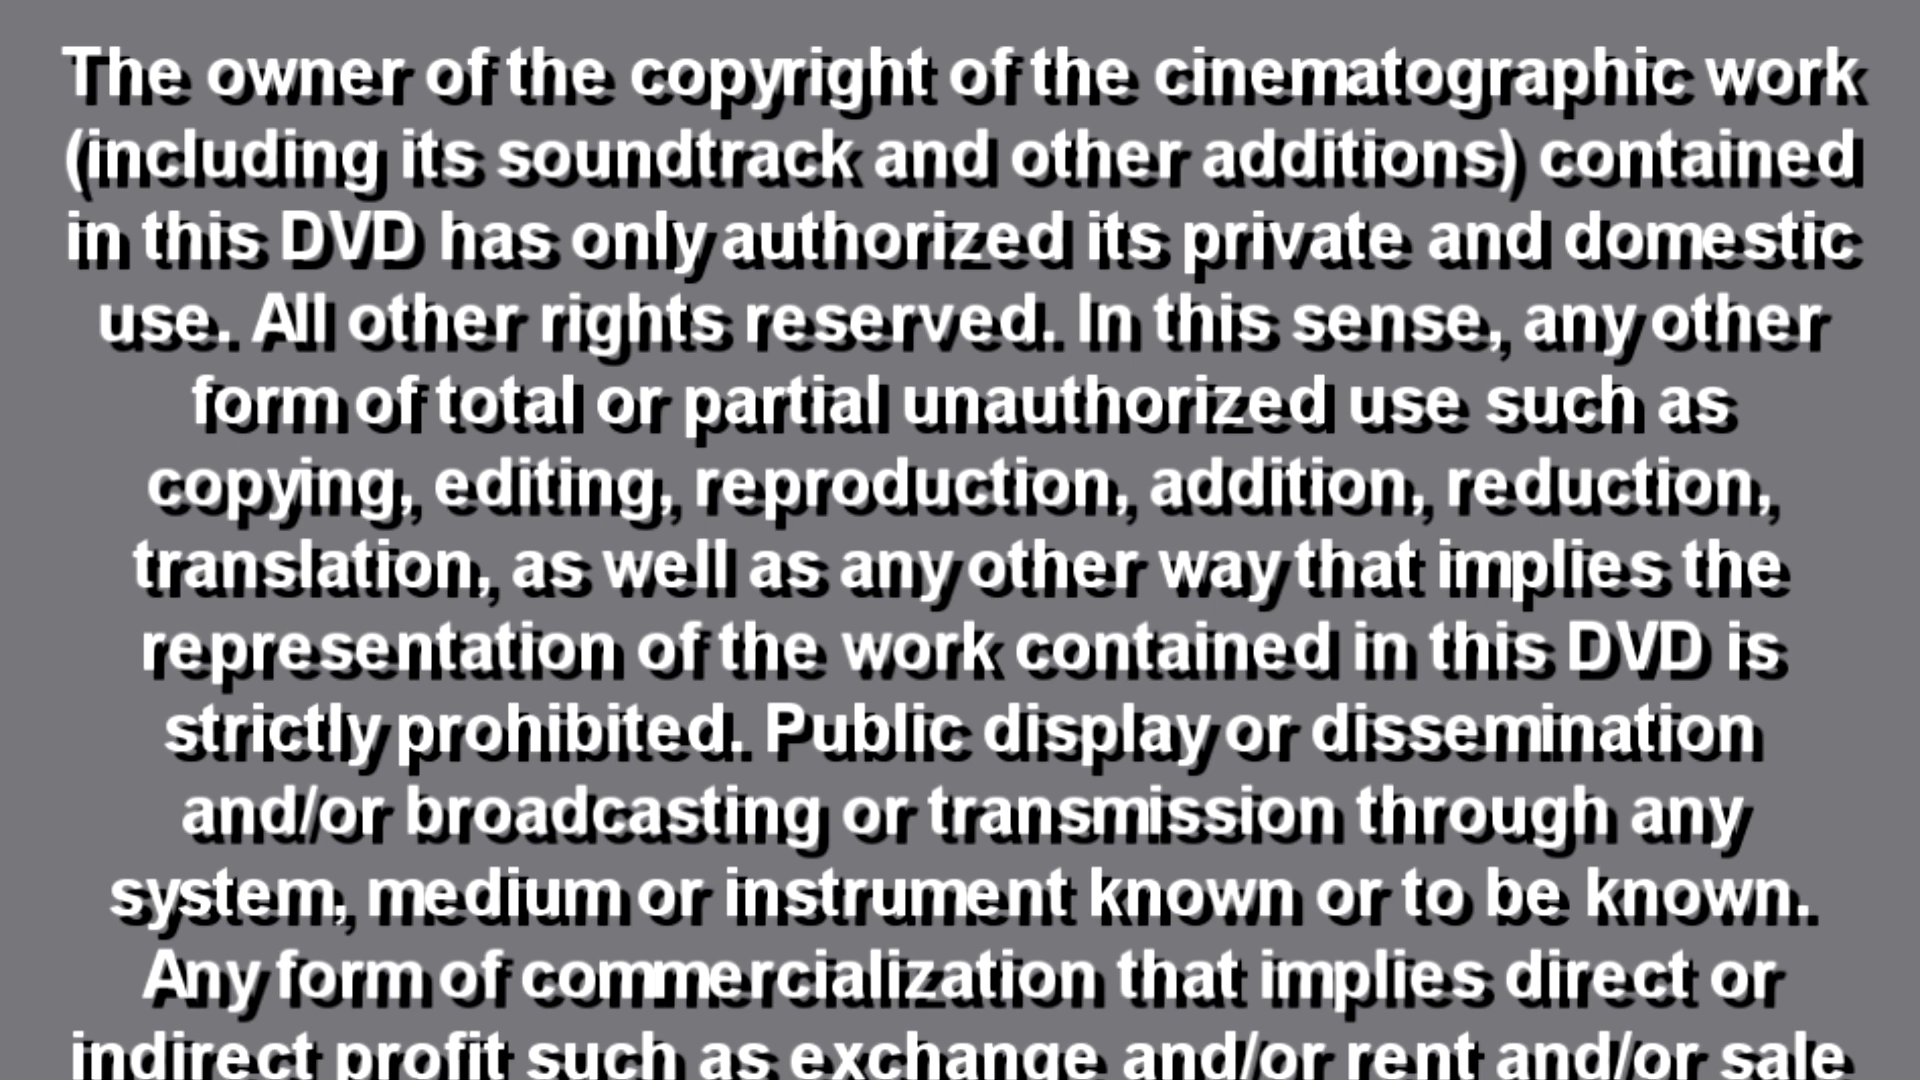 The owner of the copyright of the cinematographic work
(including its soundtrack and other additions) contained
in this DVD has only authorized its private and domestic
use. All other rights reserved. In this sense, any other
form of total or partial unauthorized use such as
copying, editing, reproduction, addition, reduction,
translation, as well as any other way that implies the
representation of the work contained in this DVD is
strictly prohibited. Public display or dissemination
and/or broadcasting or transmission through any
system, medium or instrument known or to be known.
Any form of commercialization that implies direct or
indirect profit such as exchange and/or rent and/or sale